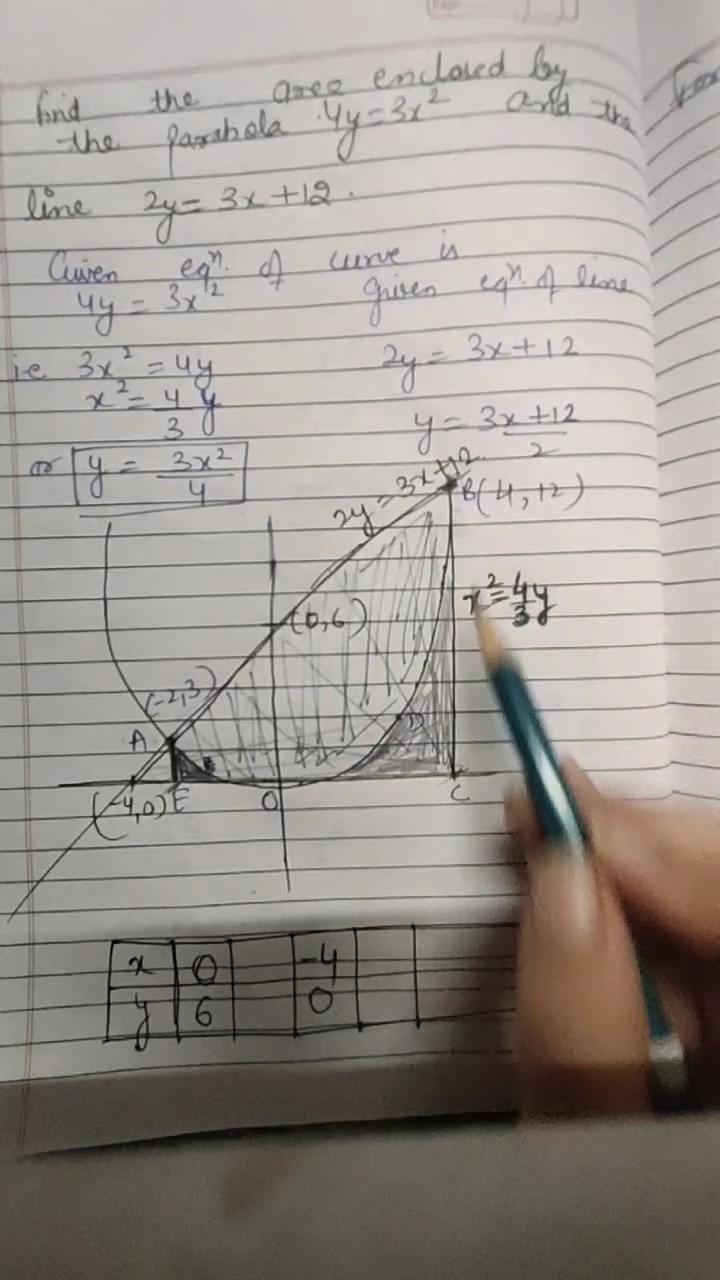 find the area enclosed by
the parabola 4y=3x² and the
line 2y= 3x+12.
Given eqⁿ. of curve is
4y = 3x²
given eqⁿ. of line
i.e 3x² = 4y
2y= 3x+12
x² = 4/3 y
y = 3x+12/2
or y = 3x²/4
2y = 3x+12
B(4,12)
x²=4/3 y
(0,6)
(-2,3)
A
D
(-4,0) E O C
x 0 -4
y 6 0